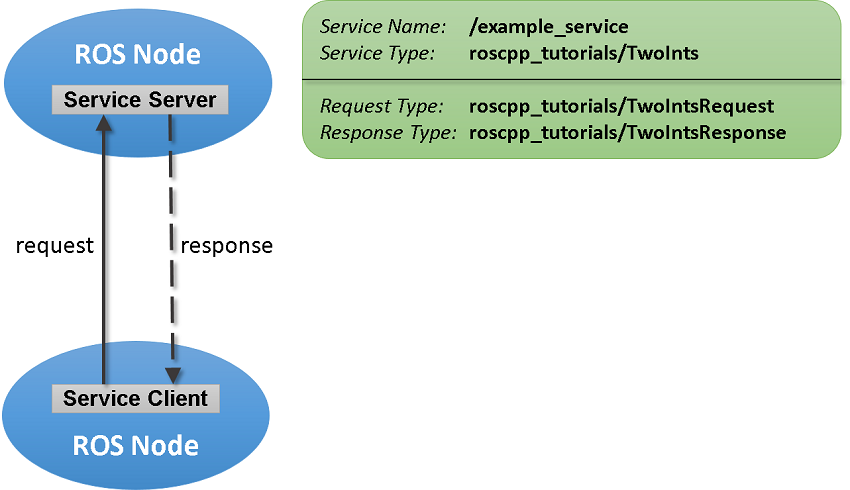 ROS Node
Service Server
Service Name: /example_service
Service Type: roscpp_tutorials/TwoInts
Request Type: roscpp_tutorials/TwoIntsRequest
Response Type: roscpp_tutorials/TwoIntsResponse
request
response
Service Client
ROS Node